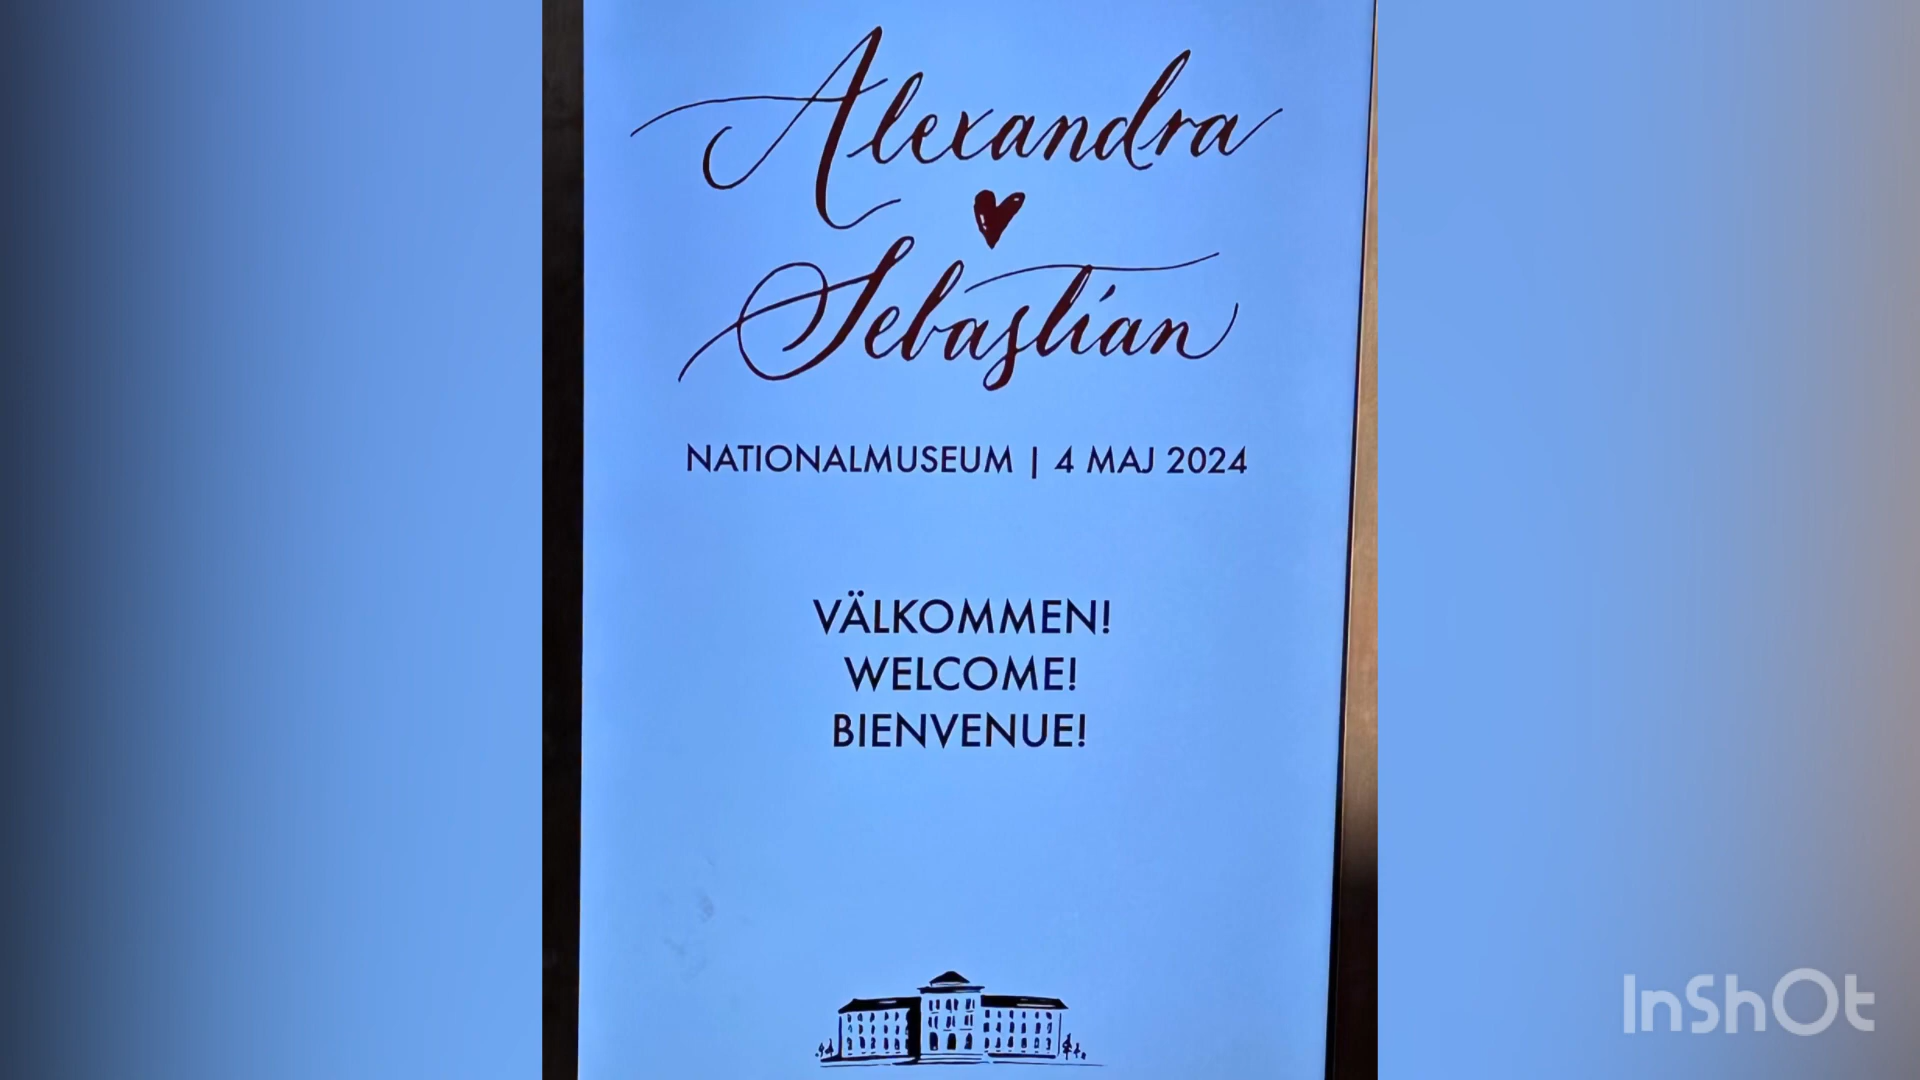 Alexandra
Sebastian
NATIONALMUSEUM | 4 MAJ 2024
VÄLKOMMEN!
WELCOME!
BIENVENUE!
InShOt